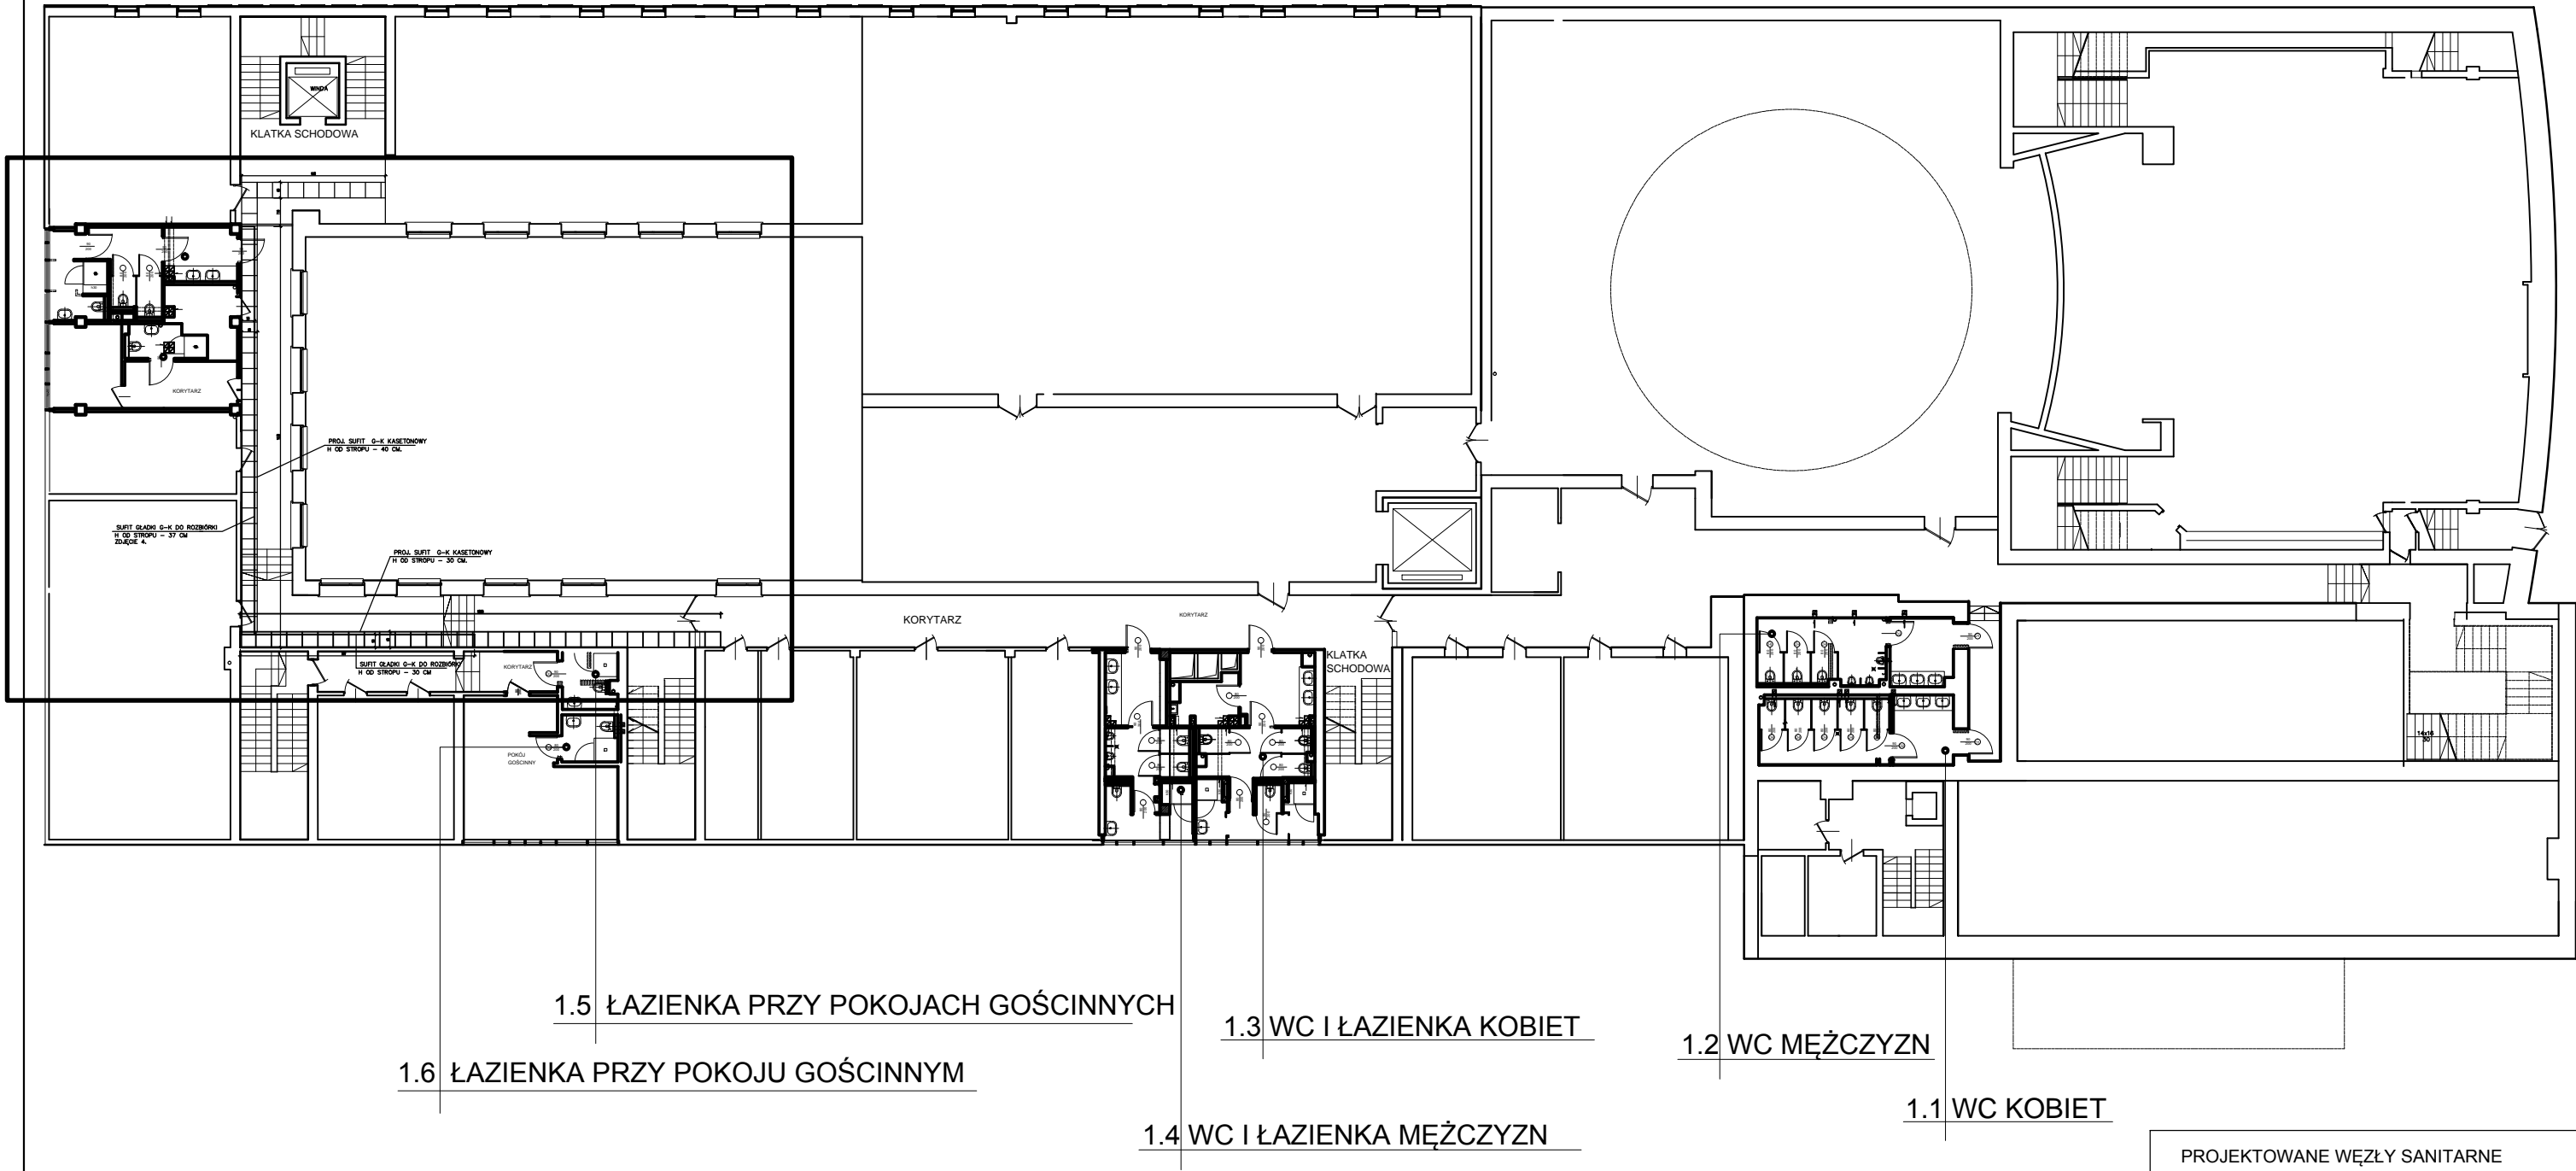 WINDA
KLATKA SCHODOWA
KORYTARZ
PROJ. SUFIT G-K KASETONOWY
H OD STROPU - 40 CM.
SUFIT GŁADKI G-K DO ROZBIÓRKI
H OD STROPU - 37 CM
ZDJĘCIE 4.
PROJ. SUFIT G-K KASETONOWY
H OD STROPU - 30 CM.
KORYTARZ
KORYTARZ
SUFIT GŁADKI G-K DO ROZBIÓRKI
H OD STROPU - 30 CM
KORYTARZ
KLATKA
SCHODOWA
POKÓJ
GOŚCINNY
14x16
30
1.5 ŁAZIENKA PRZY POKOJACH GOŚCINNYCH
1.3 WC I ŁAZIENKA KOBIET
1.2 WC MĘŻCZYZN
1.6 ŁAZIENKA PRZY POKOJU GOŚCINNYM
1.1 WC KOBIET
1.4 WC I ŁAZIENKA MĘŻCZYZN
PROJEKTOWANE WĘZŁY SANITARNE